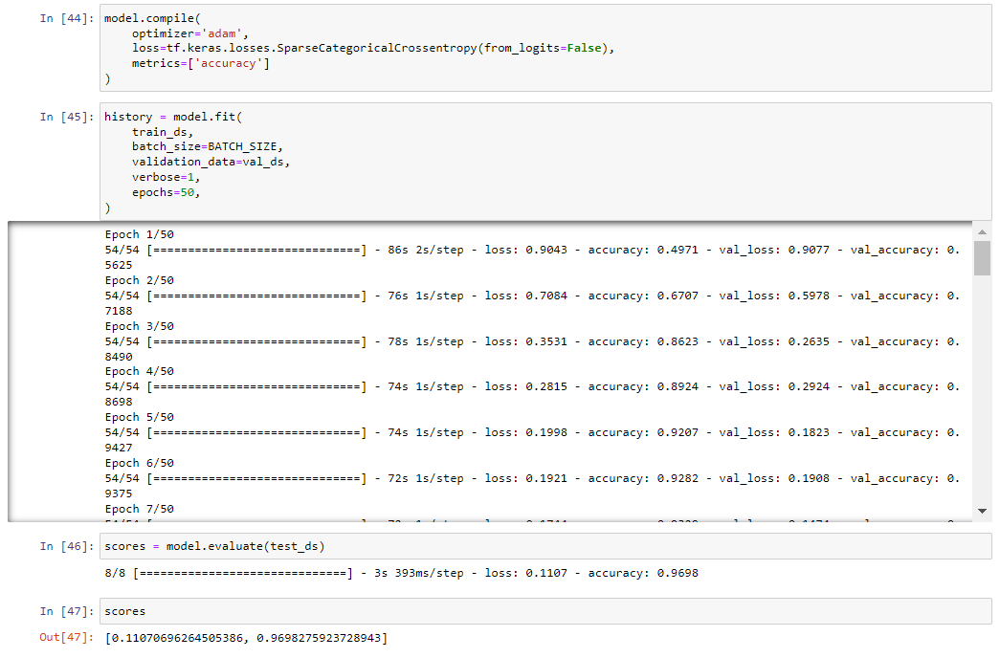 In [44]: model.compile(
optimizer='adam',
loss=tf.keras.losses.SparseCategoricalCrossentropy(from_logits=False),
metrics=['accuracy']
)
In [45]: history = model.fit(
train_ds,
batch_size=BATCH_SIZE,
validation_data=val_ds,
verbose=1,
epochs=50,
)
Epoch 1/50
54/54 [==============================] - 86s 2s/step - loss: 0.9043 - accuracy: 0.4971 - val_loss: 0.9077 - val_accuracy: 0.
5625
Epoch 2/50
54/54 [==============================] - 76s 1s/step - loss: 0.7084 - accuracy: 0.6707 - val_loss: 0.5978 - val_accuracy: 0.
7188
Epoch 3/50
54/54 [==============================] - 78s 1s/step - loss: 0.3531 - accuracy: 0.8623 - val_loss: 0.2635 - val_accuracy: 0.
8490
Epoch 4/50
54/54 [==============================] - 74s 1s/step - loss: 0.2815 - accuracy: 0.8924 - val_loss: 0.2924 - val_accuracy: 0.
8698
Epoch 5/50
54/54 [==============================] - 74s 1s/step - loss: 0.1998 - accuracy: 0.9207 - val_loss: 0.1823 - val_accuracy: 0.
9427
Epoch 6/50
54/54 [==============================] - 72s 1s/step - loss: 0.1921 - accuracy: 0.9282 - val_loss: 0.1908 - val_accuracy: 0.
9375
Epoch 7/50
In [46]: scores = model.evaluate(test_ds)
8/8 [==============================] - 3s 393ms/step - loss: 0.1107 - accuracy: 0.9698
In [47]: scores
Out[47]: [0.11070696264505386, 0.9698275923728943]